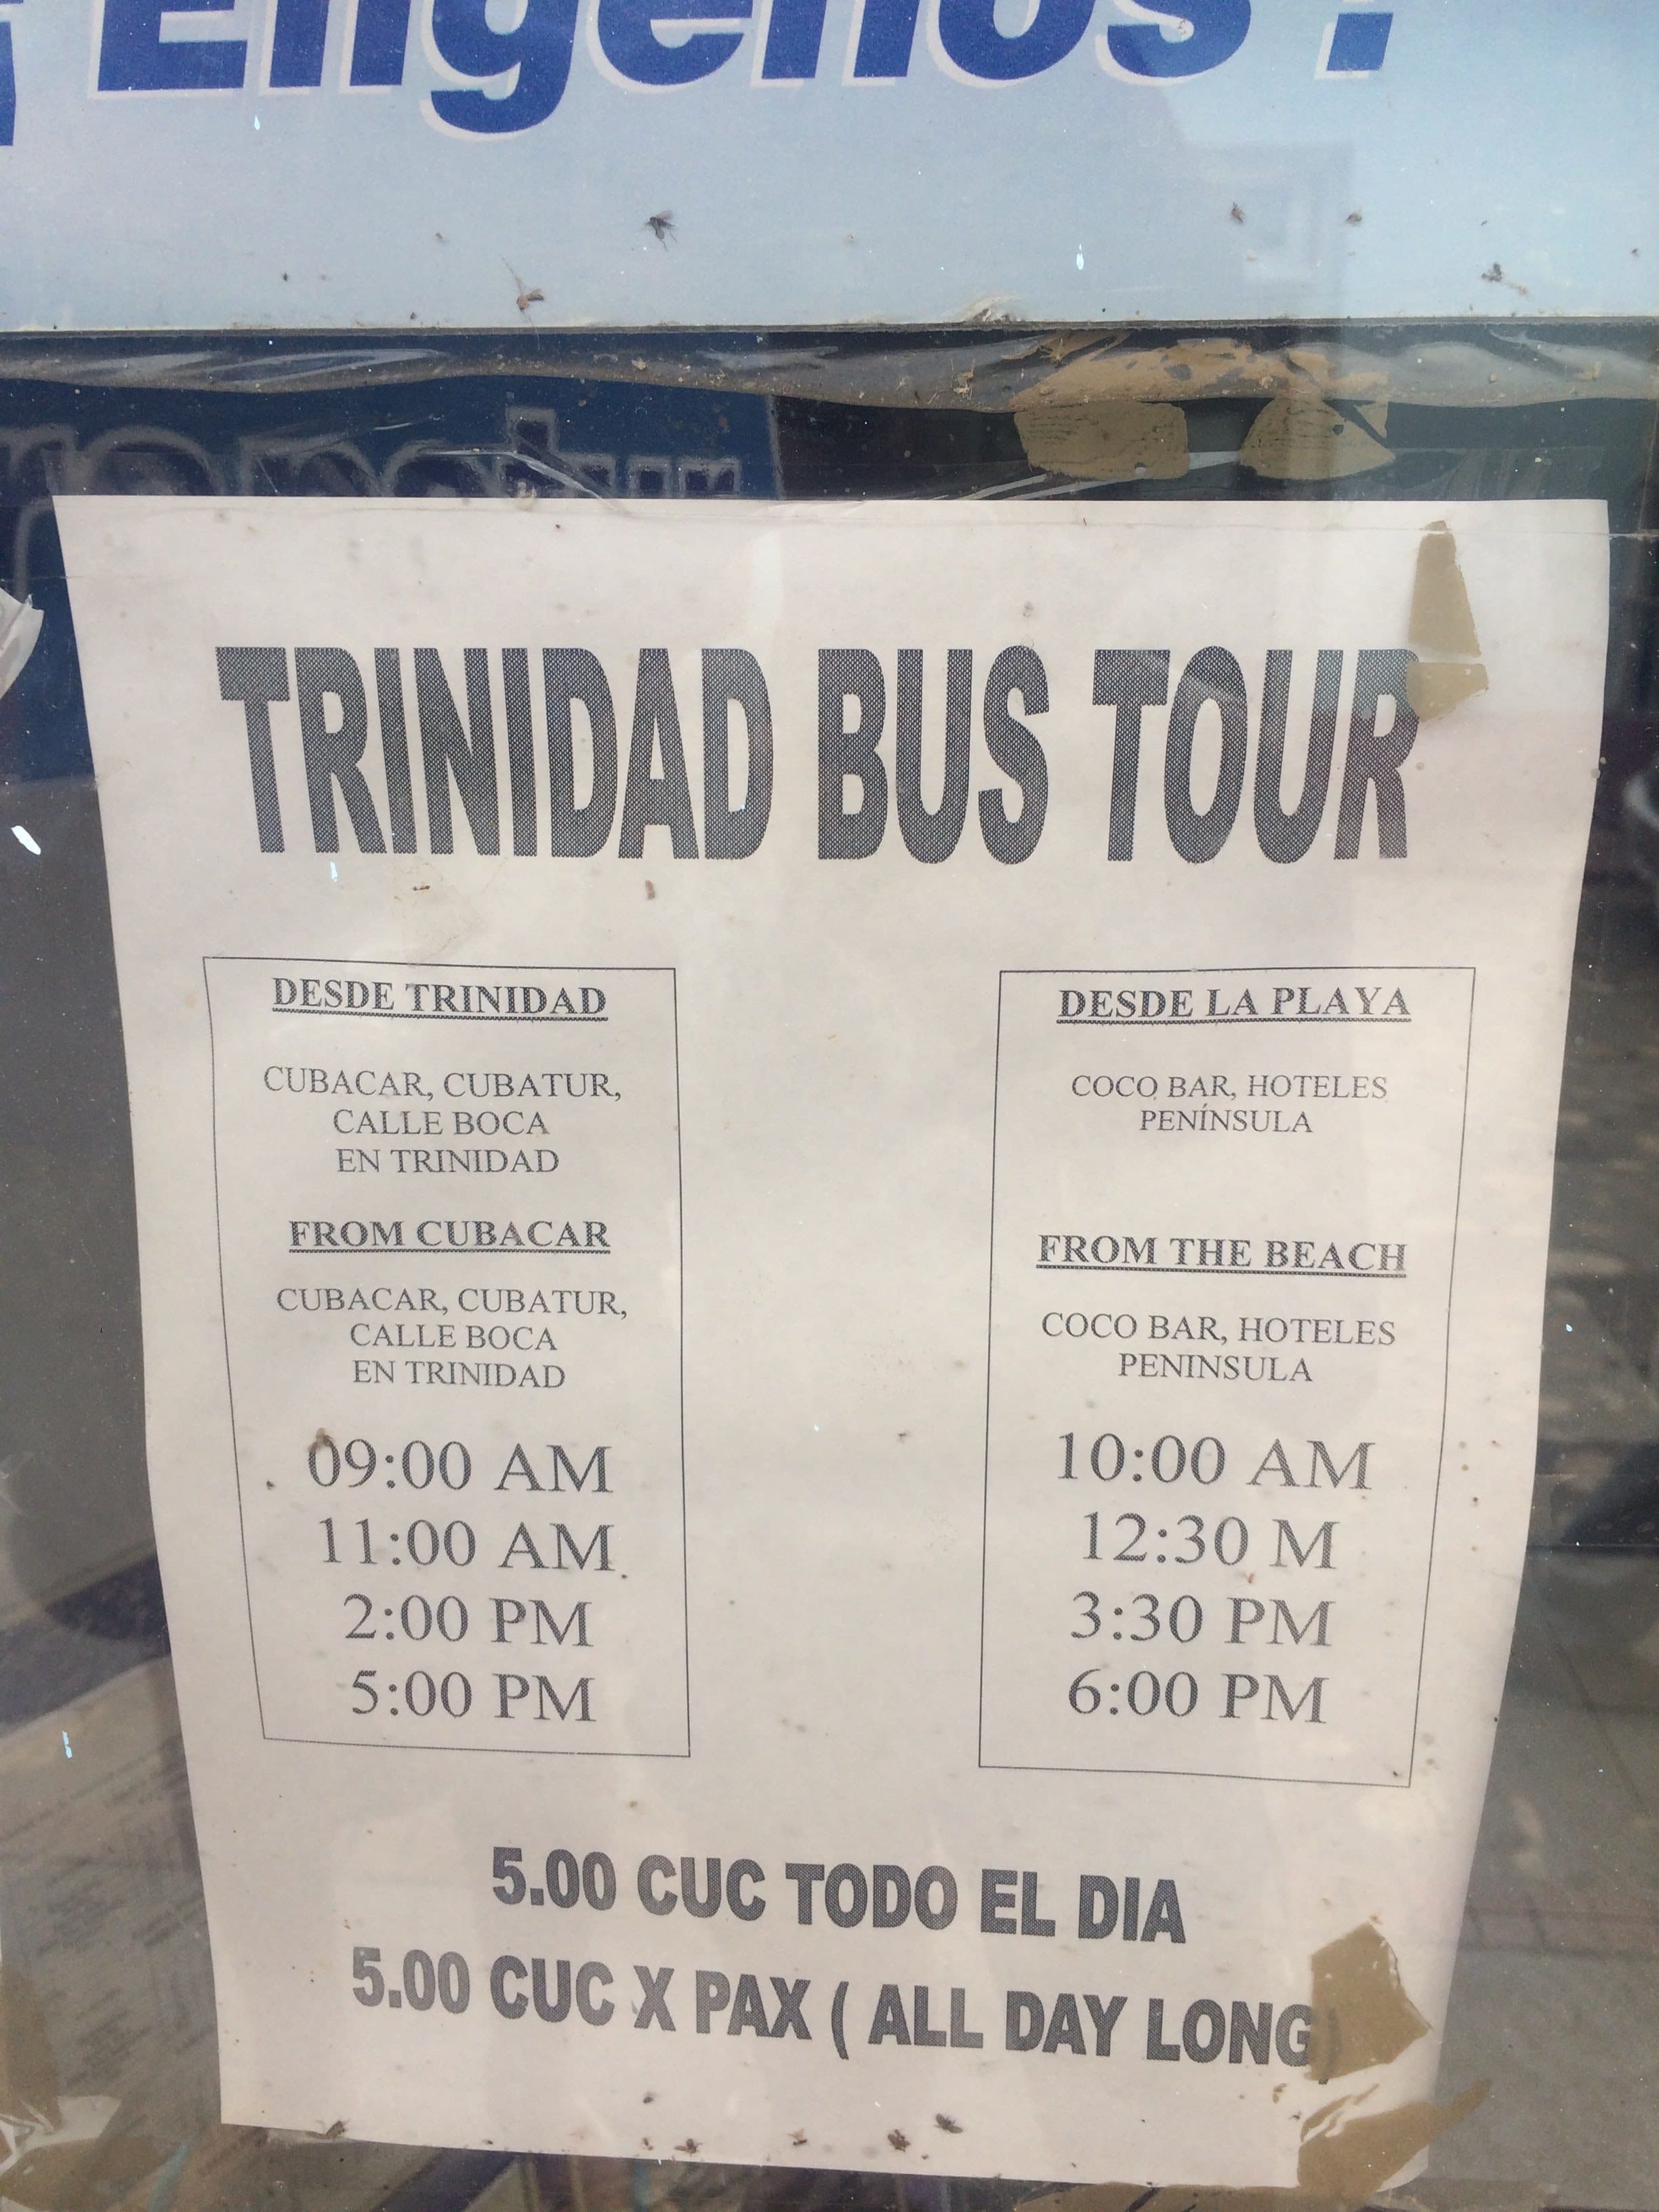 ¡ Elígenos !
TRINIDAD BUS TOUR
DESDE TRINIDAD
CUBACAR, CUBATUR,
CALLE BOCA
EN TRINIDAD
FROM CUBACAR
CUBACAR, CUBATUR,
CALLE BOCA
EN TRINIDAD
09:00 AM
11:00 AM
2:00 PM
5:00 PM
DESDE LA PLAYA
COCO BAR, HOTELES
PENÍNSULA
FROM THE BEACH
COCO BAR, HOTELES
PENINSULA
10:00 AM
12:30 M
3:30 PM
6:00 PM
5.00 CUC TODO EL DIA
5.00 CUC X PAX ( ALL DAY LONG)